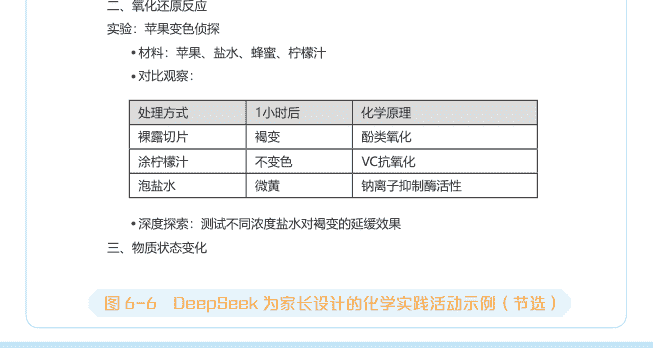 二、氧化还原反应
实验：苹果变色侦探
•材料：苹果、盐水、蜂蜜、柠檬汁
•对比观察：
处理方式 1小时后 化学原理
裸露切片 褐变 酚类氧化
涂柠檬汁 不变色 VC抗氧化
泡盐水 微黄 钠离子抑制酶活性
•深度探索：测试不同浓度盐水对褐变的延缓效果
三、物质状态变化
图 6-6 DeepSeek 为家长设计的化学实践活动示例（节选）